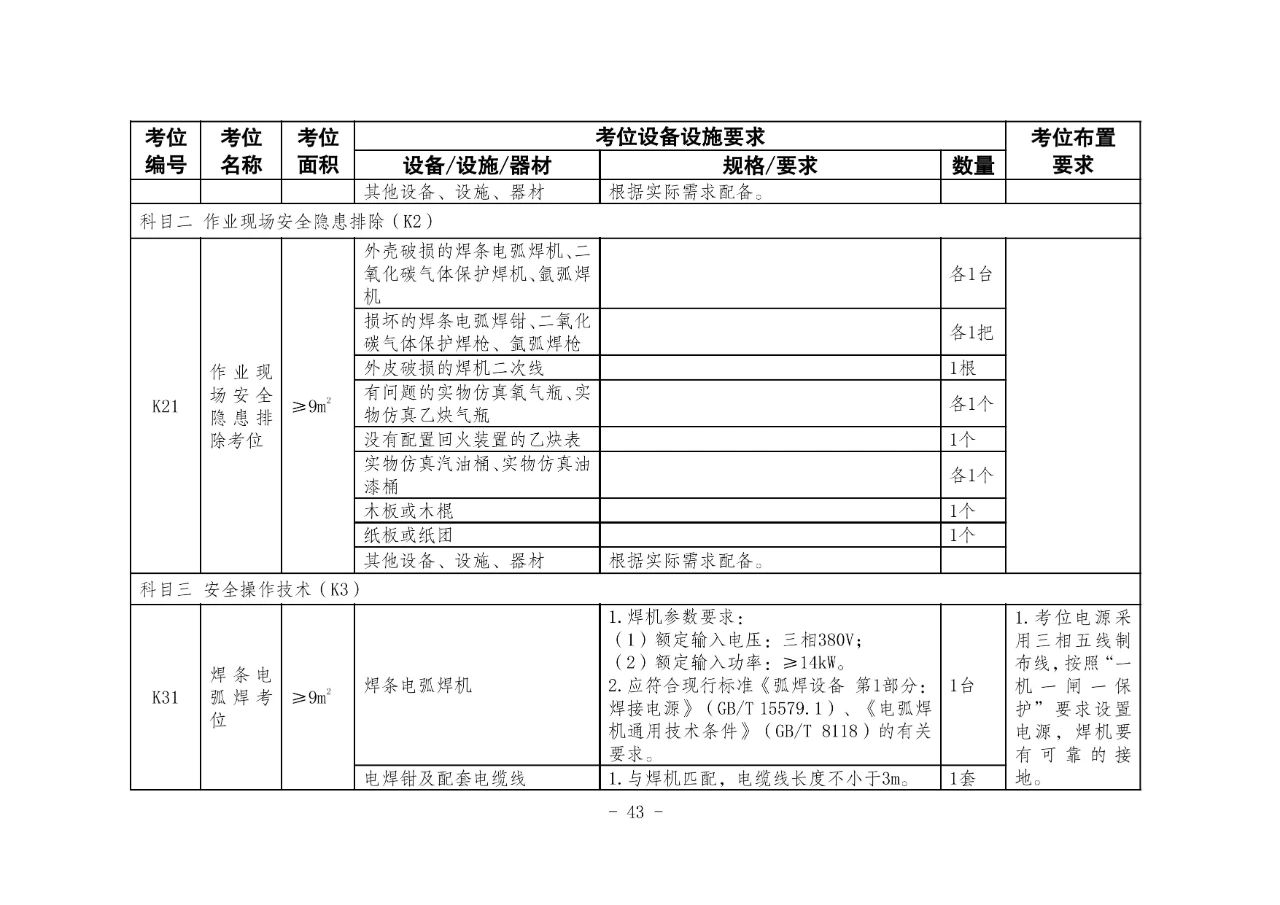 考位编号
考位名称
考位面积
考位设备设施要求
考位布置要求
设备/设施/器材
规格/要求
数量
其他设备、设施、器材
根据实际需求配备。
科目二 作业现场安全隐患排除（K2）
K21
作业现
场安全
隐患排
除考位
≥9m²
外壳破损的焊条电弧焊机、二
氧化碳气体保护焊机、氩弧焊
机
各1台
损坏的焊条电弧焊钳、二氧化
碳气体保护焊枪、氩弧焊枪
各1把
外皮破损的焊机二次线
1根
有问题的实物仿真氧气瓶、实
物仿真乙炔气瓶
各1个
没有配置回火装置的乙炔表
1个
实物仿真汽油桶、实物仿真油
漆桶
各1个
木板或木棍
1个
纸板或纸团
1个
其他设备、设施、器材
根据实际需求配备。
科目三 安全操作技术（K3）
K31
焊条电
弧焊考
位
≥9m²
焊条电弧焊机
1.焊机参数要求：
（1）额定输入电压：三相380V；
（2）额定输入功率：≥14kW。
2.应符合现行标准《弧焊设备 第1部分：
焊接电源》（GB/T 15579.1）、《电弧焊
机通用技术条件》（GB/T 8118）的有关
要求。
1台
电焊钳及配套电缆线
1.与焊机匹配，电缆线长度不小于3m。
1套
1.考位电源采
用三相五线制
布线，按照“一
机一闸一保
护”要求设置
电源，焊机要
有可靠的接
地。
- 43 -